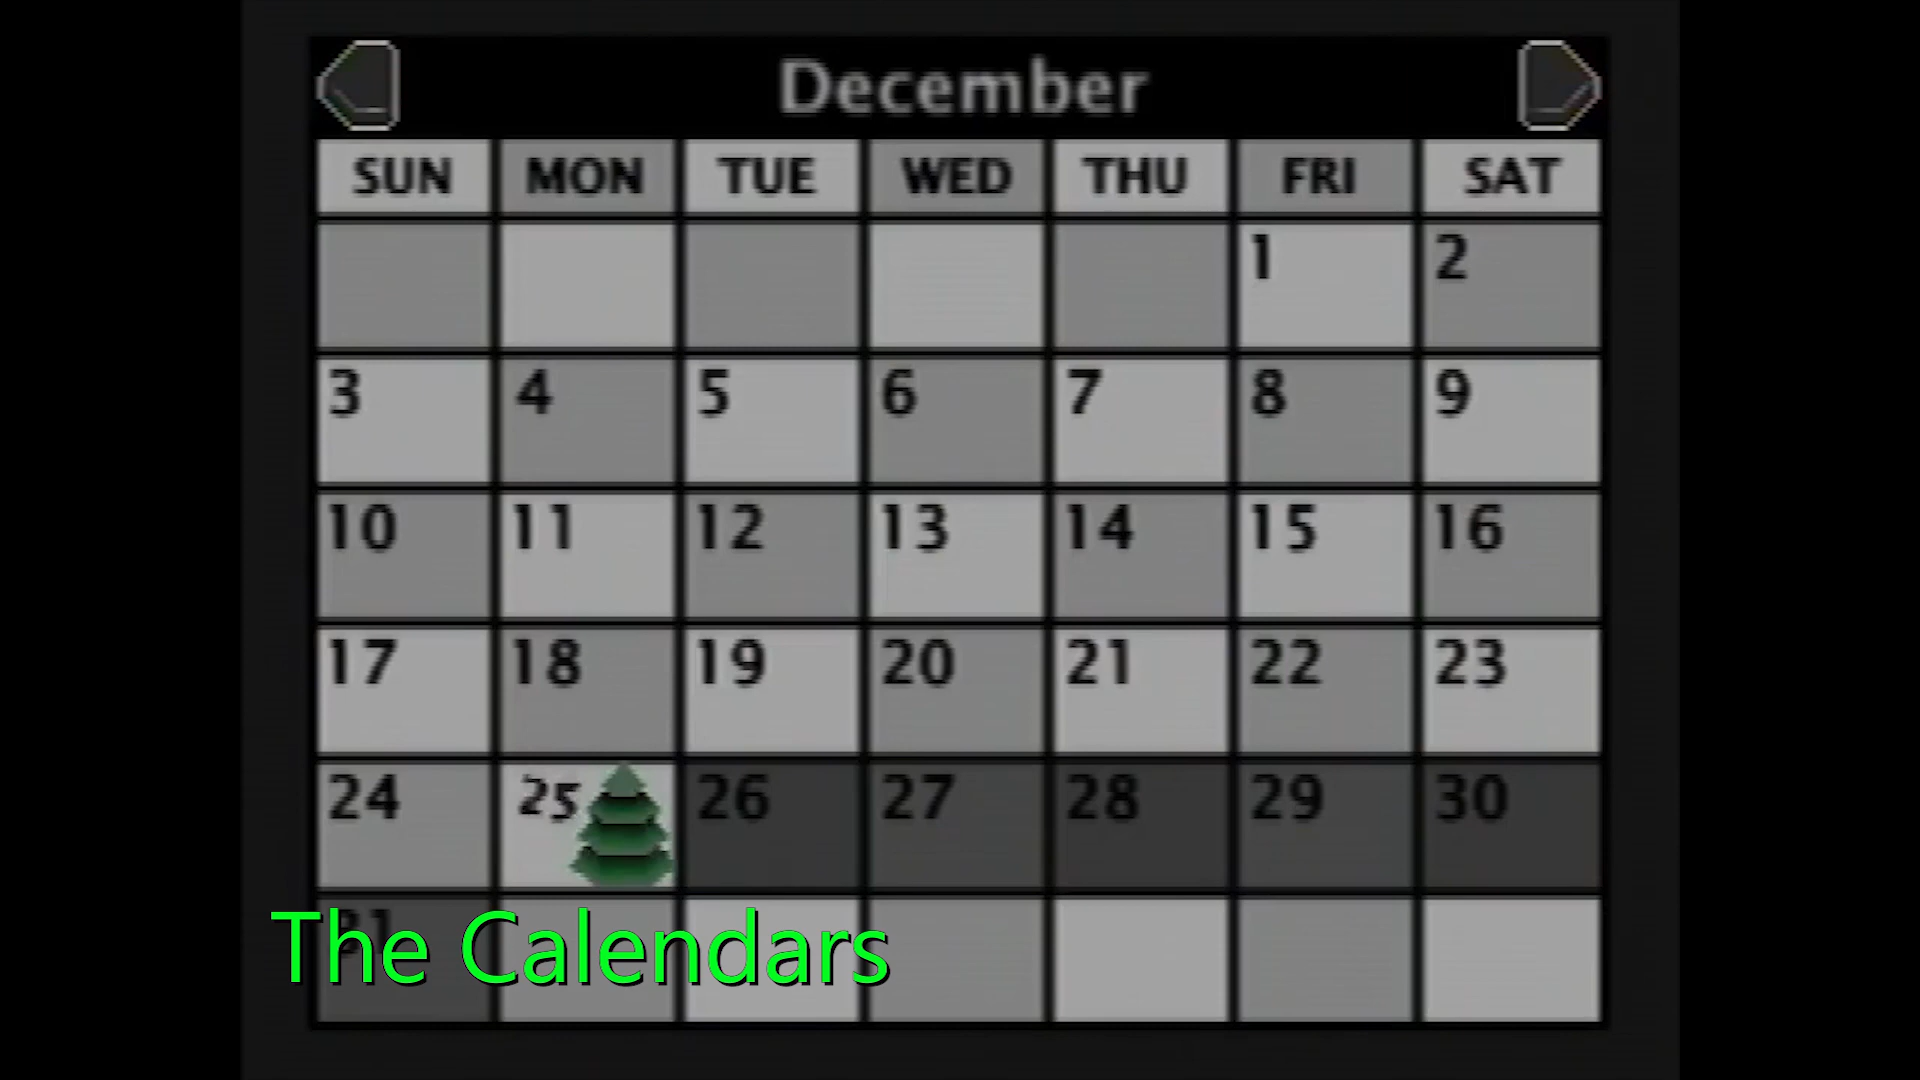 December
SUN MON TUE WED THU FRI SAT
1 2
3 4 5 6 7 8 9
10 11 12 13 14 15 16
17 18 19 20 21 22 23
24 25 26 27 28 29 30
31
The Calendars